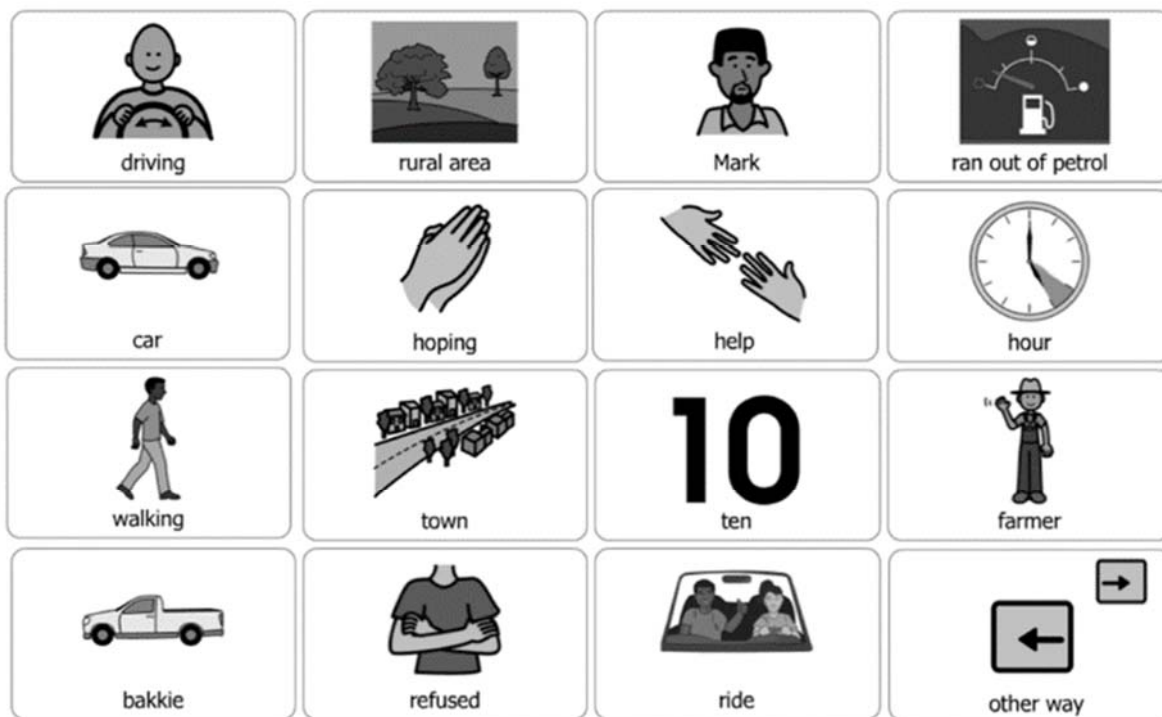 driving
rural area
Mark
ran out of petrol
car
hoping
help
hour
walking
town
10
ten
farmer
bakkie
refused
ride
other way